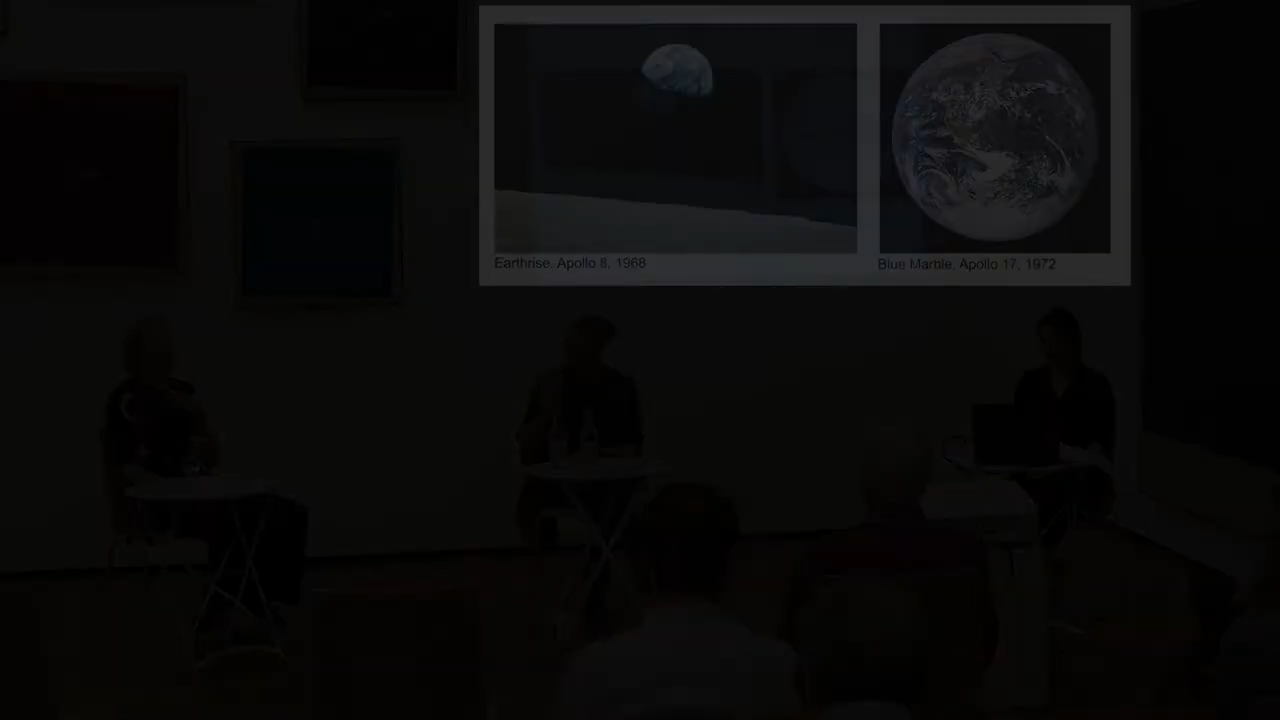 Earthrise, Apollo 8, 1968
Blue Marble, Apollo 17, 1972